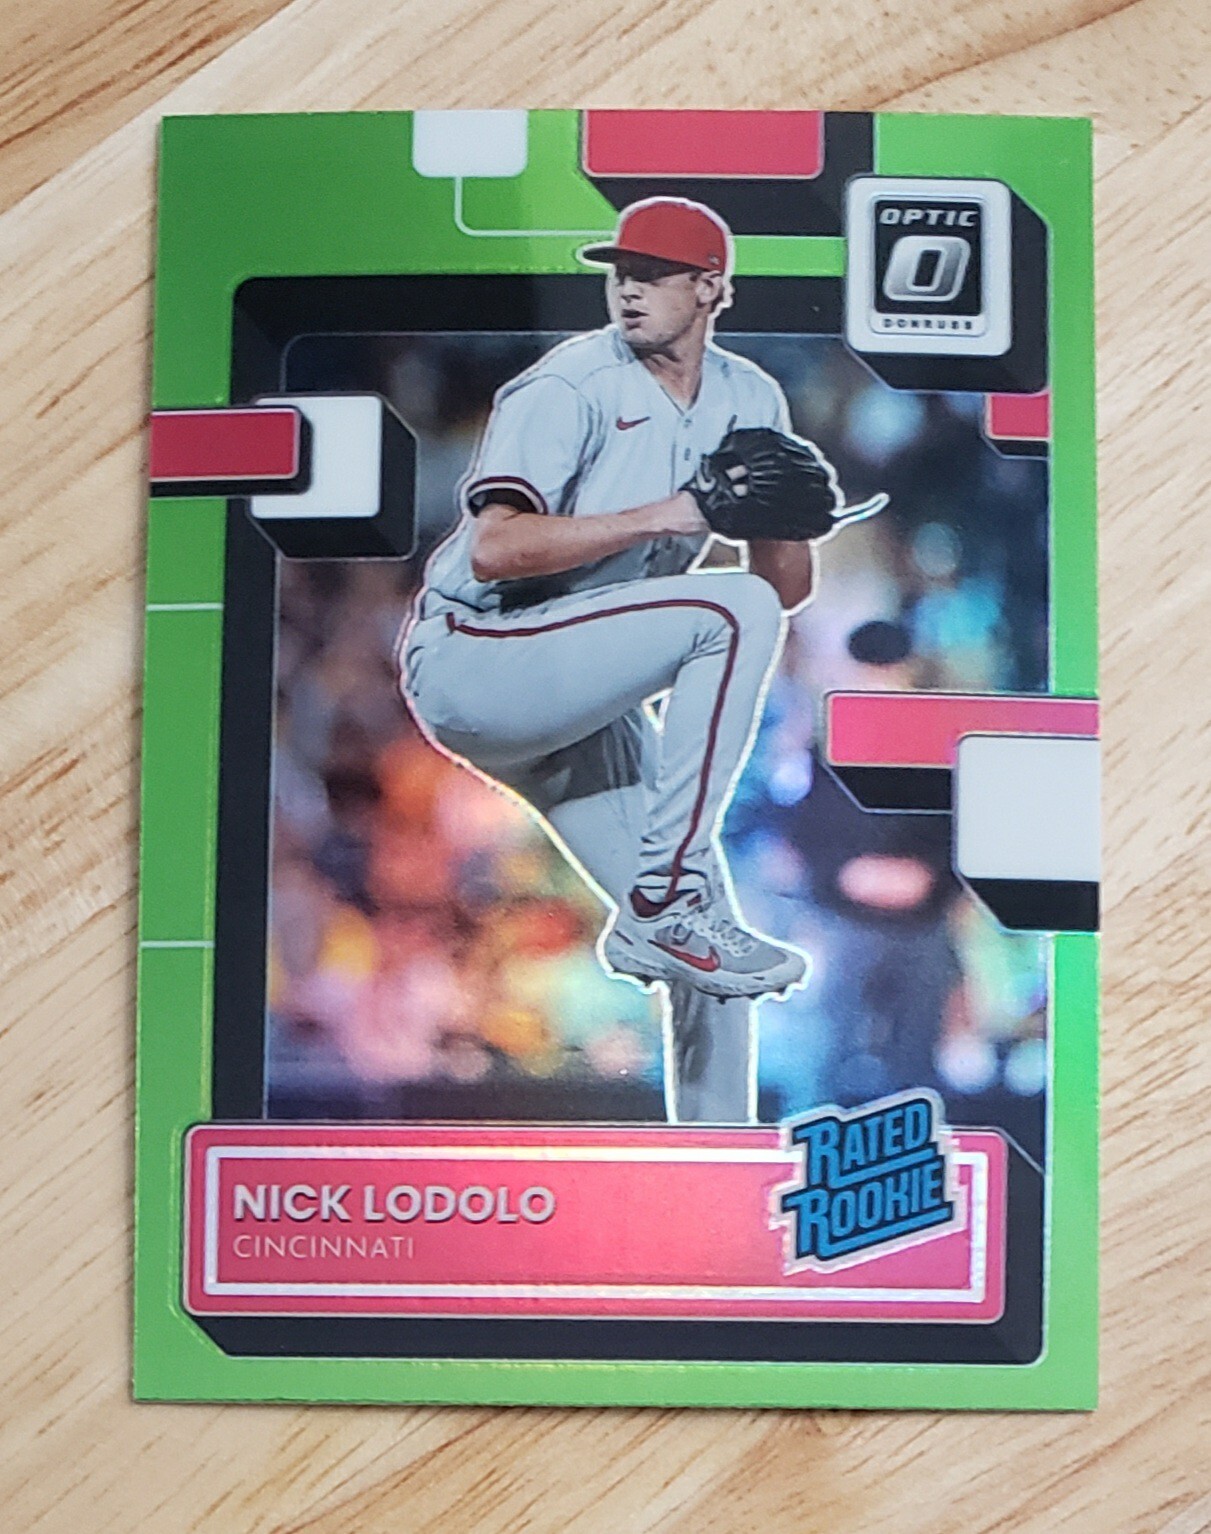 OPTIC
O
DONRUSS
NICK LODOLO
CINCINNATI
RATED
ROOKIE